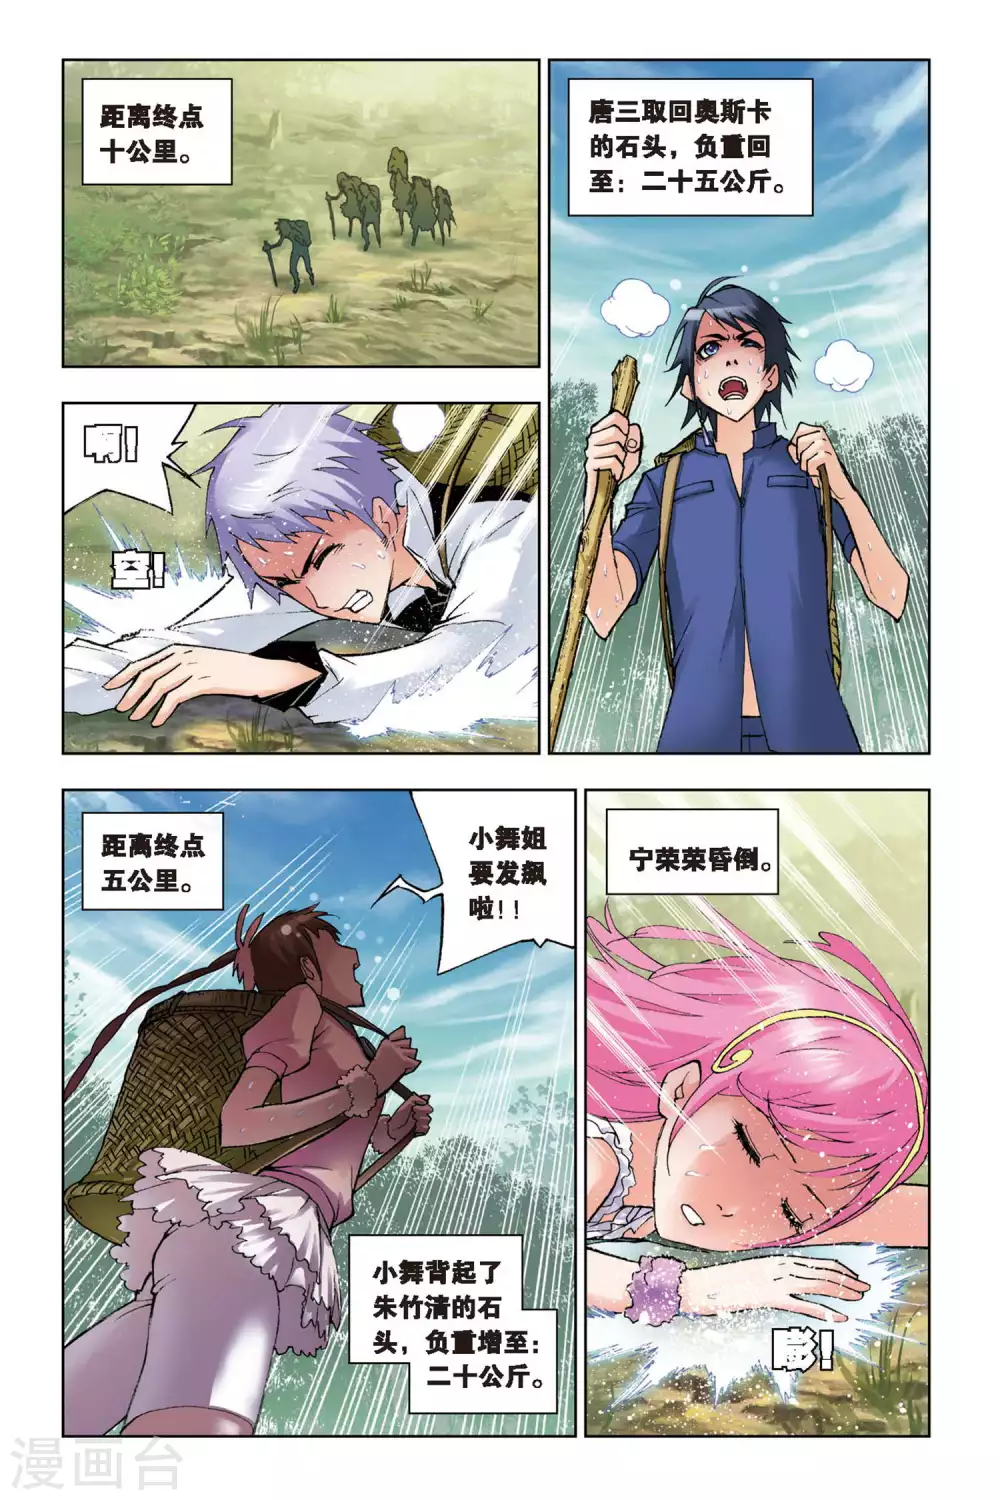 距离终点
十公里。
唐三取回奥斯卡
的石头，负重回
至：二十五公斤。
啊！
距离终点
五公里。
小舞姐
要发飙
啦！！
小舞背起了
朱竹清的石
头，负重增至：
二十公斤。
宁荣荣昏倒。
膨！
漫画台